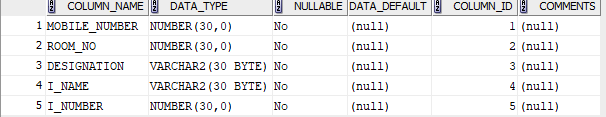 COLUMN_NAME DATA_TYPE NULLABLE DATA_DEFAULT COLUMN_ID COMMENTS
1 MOBILE_NUMBER NUMBER(30,0) No (null) 1 (null)
2 ROOM_NO NUMBER(30,0) No (null) 2 (null)
3 DESIGNATION VARCHAR2(30 BYTE) No (null) 3 (null)
4 I_NAME VARCHAR2(30 BYTE) No (null) 4 (null)
5 I_NUMBER NUMBER(30,0) No (null) 5 (null)